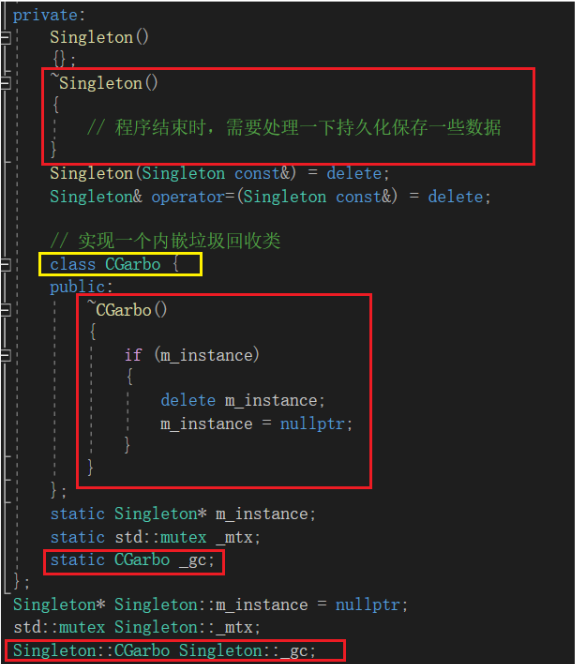 private:
Singleton()
{};
~Singleton()
{
// 程序结束时，需要处理一下持久化保存一些数据
}
Singleton(Singleton const&) = delete;
Singleton& operator=(Singleton const&) = delete;
// 实现一个内嵌垃圾回收类
class CGarbo {
public:
~CGarbo()
{
if (m_instance)
{
delete m_instance;
m_instance = nullptr;
}
}
};
static Singleton* m_instance;
static std::mutex _mtx;
static CGarbo _gc;
};
Singleton* Singleton::m_instance = nullptr;
std::mutex Singleton::_mtx;
Singleton::CGarbo Singleton::_gc;